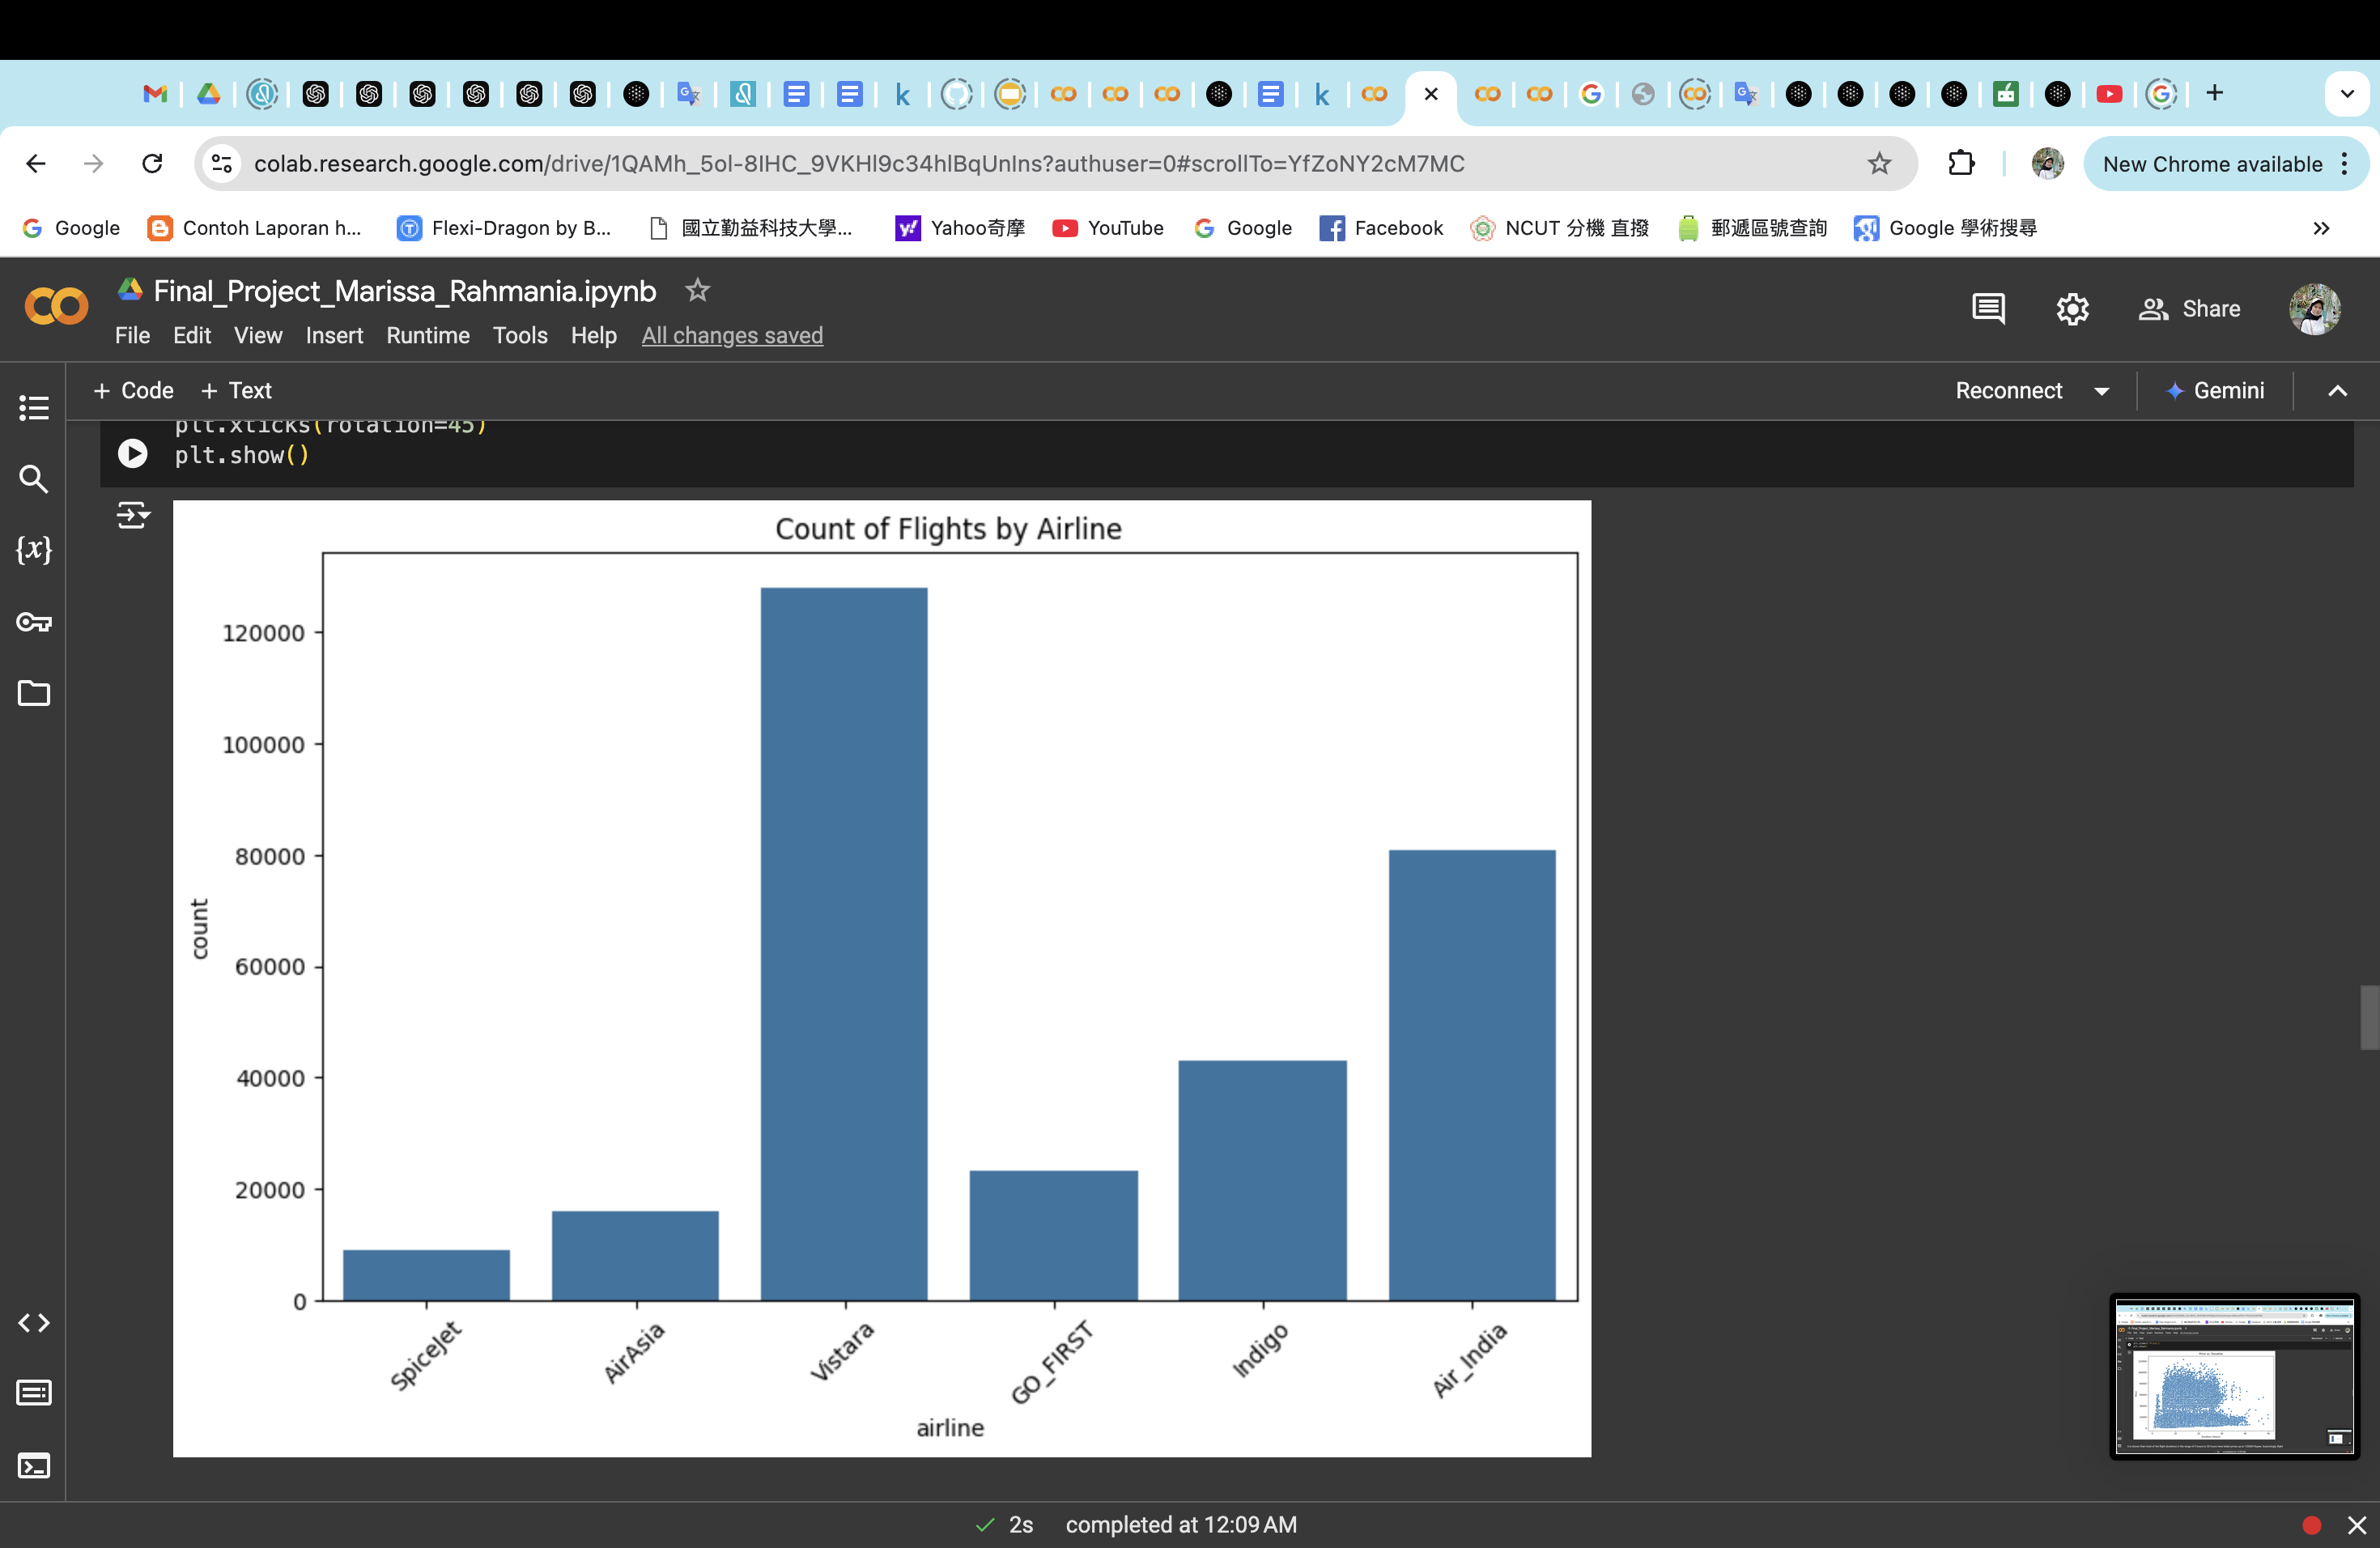 colab.research.google.com/drive/1QAMh_5ol-8IHC_9VKHl9c34hlBqUnIns?authuser=0#scrollTo=YfZoNY2cM7MC
New Chrome available
Google
Contoh Laporan h...
Flexi-Dragon by B...
國立勤益科技大學...
Yahoo奇摩
YouTube
Google
Facebook
NCUT 分機 直撥
郵遞區號查詢
Google 學術搜尋
Final_Project_Marissa_Rahmania.ipynb
Share
File Edit View Insert Runtime Tools Help All changes saved
+ Code + Text
Reconnect
Gemini
plt.xticks(rotation=45)
plt.show()
Count of Flights by Airline
120000
100000
80000
60000
40000
20000
0
count
SpiceJet
AirAsia
Vistara
GO_FIRST
Indigo
Air_India
airline
2s completed at 12:09 AM